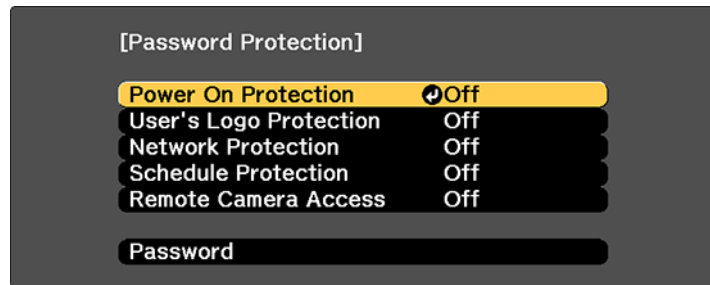 [Password Protection]
Power On Protection Off
User's Logo Protection Off
Network Protection Off
Schedule Protection Off
Remote Camera Access Off
Password